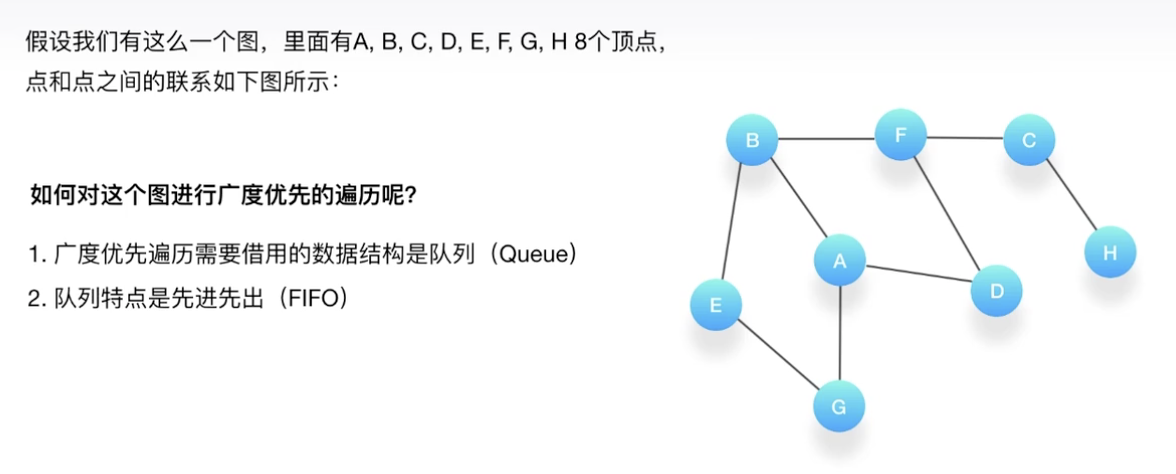 假设我们有这么一个图，里面有A, B, C, D, E, F, G, H 8个顶点，
点和点之间的联系如下图所示：
如何对这个图进行广度优先的遍历呢?
1. 广度优先遍历需要借用的数据结构是队列（Queue）
2. 队列特点是先进先出（FIFO）
B
F
C
A
H
E
D
G